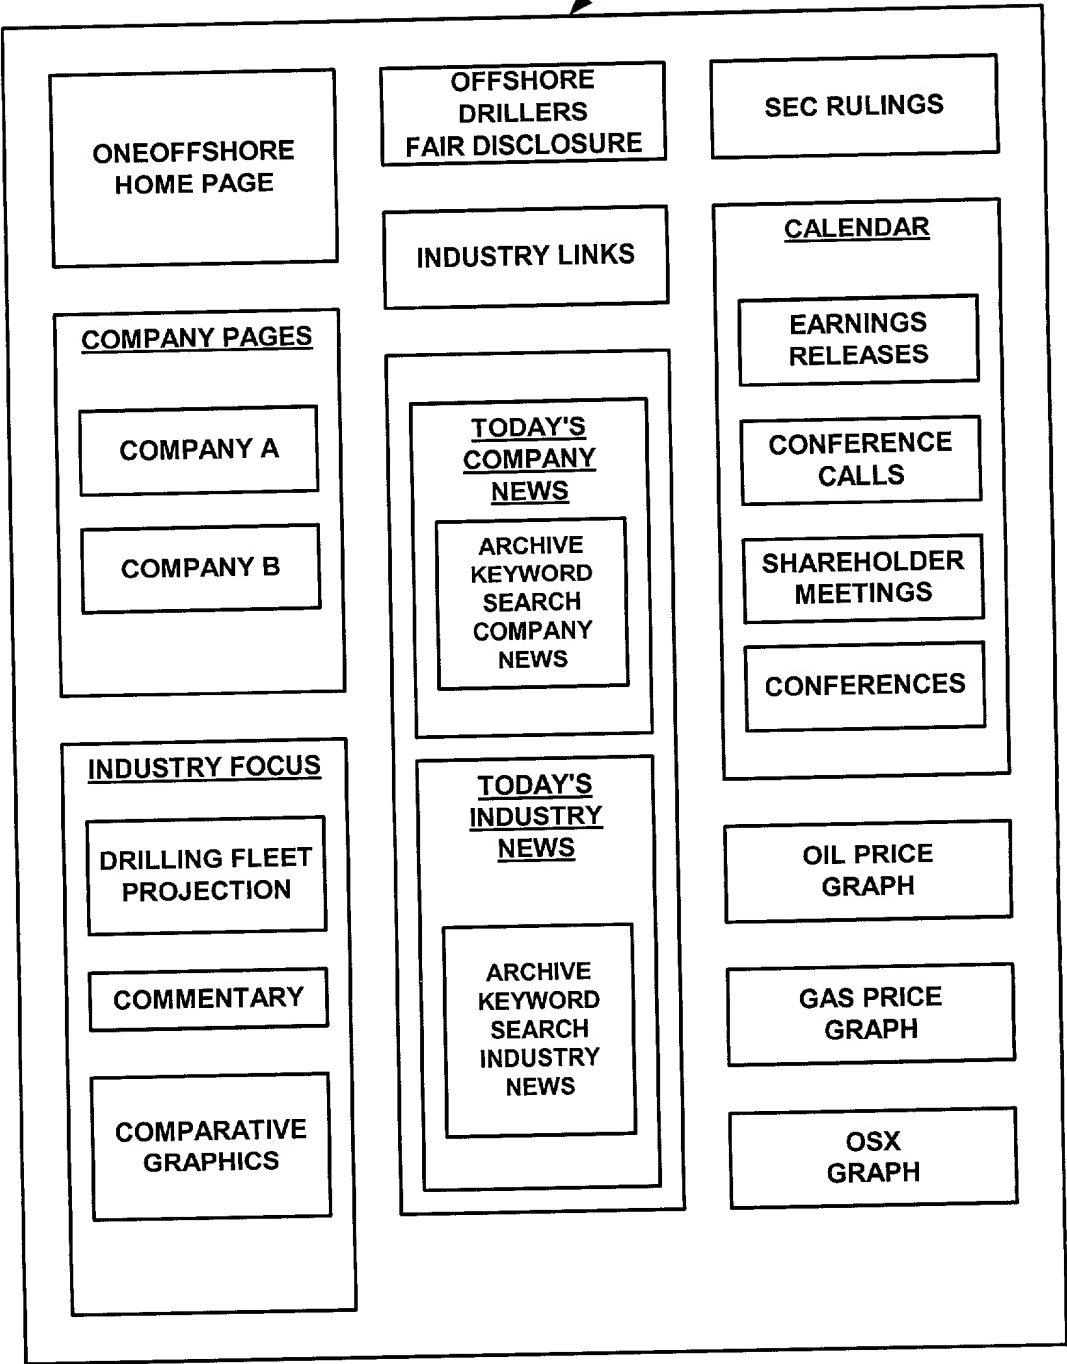 ONEOFFSHORE
HOME PAGE
COMPANY PAGES
COMPANY A
COMPANY B
INDUSTRY FOCUS
DRILLING FLEET
PROJECTION
COMMENTARY
COMPARATIVE
GRAPHICS
OFFSHORE
DRILLERS
FAIR DISCLOSURE
INDUSTRY LINKS
TODAY'S
COMPANY
NEWS
ARCHIVE
KEYWORD
SEARCH
COMPANY
NEWS
TODAY'S
INDUSTRY
NEWS
ARCHIVE
KEYWORD
SEARCH
INDUSTRY
NEWS
SEC RULINGS
CALENDAR
EARNINGS
RELEASES
CONFERENCE
CALLS
SHAREHOLDER
MEETINGS
CONFERENCES
OIL PRICE
GRAPH
GAS PRICE
GRAPH
OSX
GRAPH